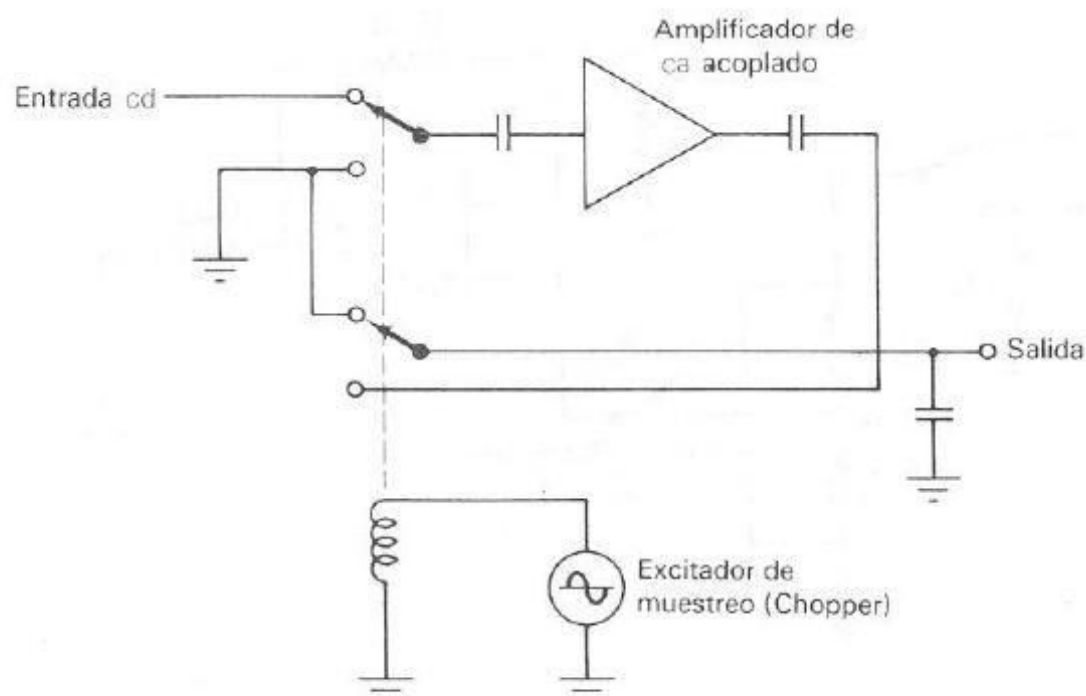 Amplificador de
ca acoplado
Entrada cd
Salida
Excitador de
muestreo (Chopper)